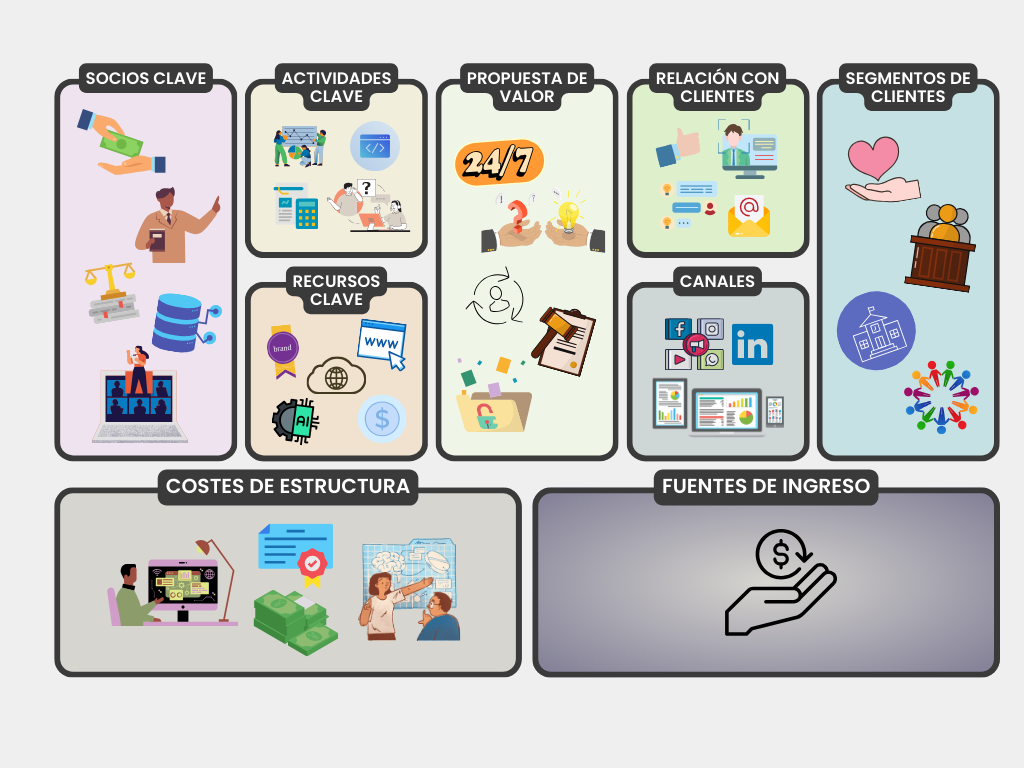 SOCIOS CLAVE
ACTIVIDADES
CLAVE
PROPUESTA DE
VALOR
RELACIÓN CON
CLIENTES
SEGMENTOS DE
CLIENTES
24/7
?
! ?
?
@
RECURSOS
CLAVE
brand
WWW
AI
$
CANALES
f
in
COSTES DE ESTRUCTURA
FUENTES DE INGRESO
$